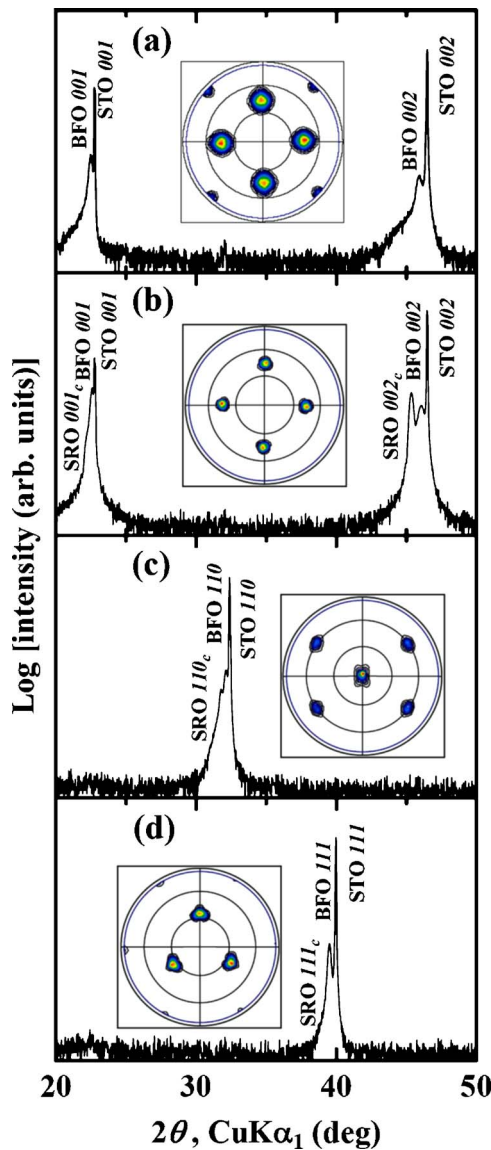 (a)
BFO 001
STO 001
BFO 002
STO 002
(b)
SRO 001c
BFO 001
STO 001
SRO 002c
BFO 002
STO 002
(c)
SRO 110c
BFO 110
STO 110
(d)
SRO 111c
BFO 111
STO 111
Log [intensity (arb. units)]
20 30 40 50
2θ, CuKα1 (deg)